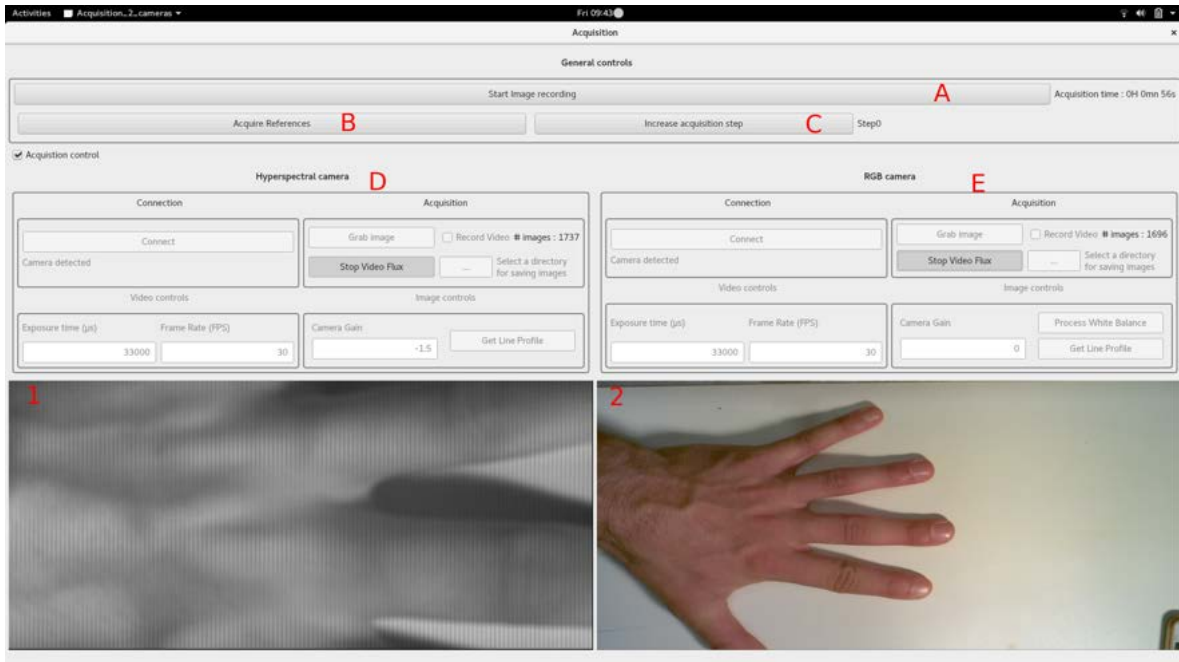 Activities Acquisition_2_cameras Fri 09:43
Acquisition
General controls
Start Image recording A Acquisition time : 0H 0mn 56s
Acquire References B Increase acquisition step C Step0
Acquistion control
Hyperspectral camera D RGB camera E
Connection Acquisition Connection Acquisition
Connect Grab image Record Video # images : 1737 Connect Grab image Record Video # images : 1696
Camera detected Stop Video Flux ... Select a directory for saving images Camera detected Stop Video Flux ... Select a directory for saving images
Video controls Image controls Video controls Image controls
Exposure time (µs) Frame Rate (FPS) Camera Gain Exposure time (µs) Frame Rate (FPS) Camera Gain Process White Balance
33000 30 -1.5 Get Line Profile 33000 30 0 Get Line Profile
1 2